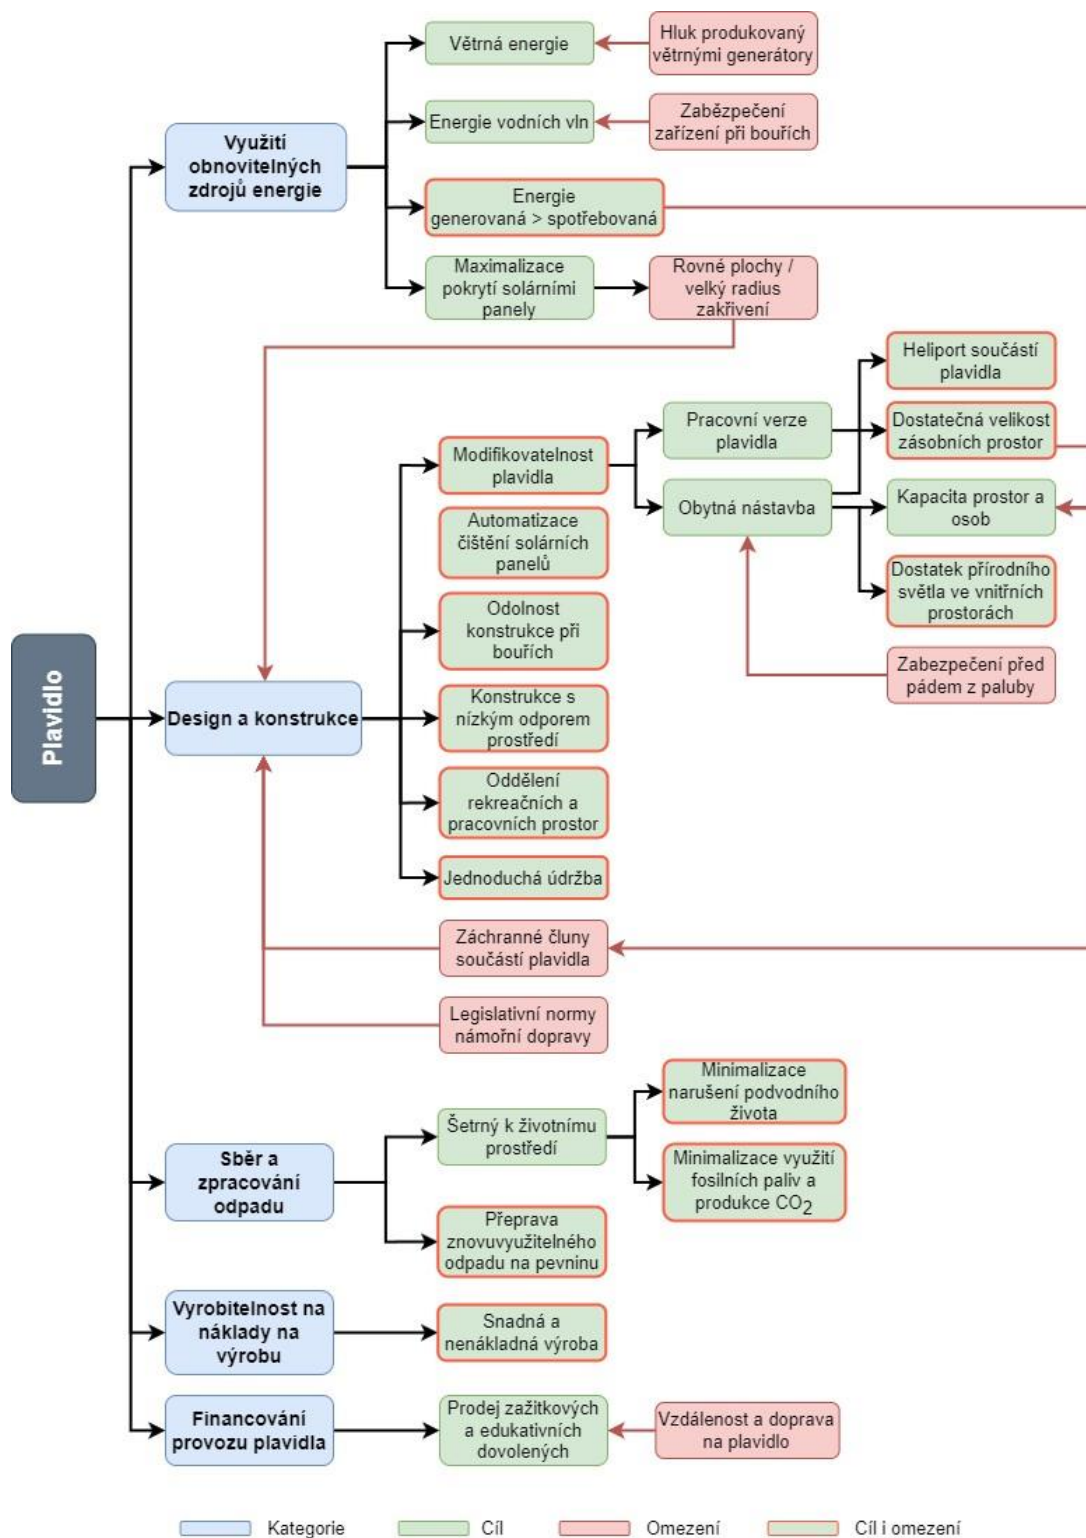 Plavidlo
Využití
obnovitelných
zdrojů energie
Větrná energie
Hluk produkovaný
větrnými generátory
Energie vodních vln
Zabězpečení
zařízení při bouřích
Energie
generovaná > spotřebovaná
Maximalizace
pokrytí solárními
panely
Rovné plochy /
velký radius
zakřivení
Design a konstrukce
Modifikovatelnost
plavidla
Pracovní verze
plavidla
Obytná nástavba
Heliport součástí
plavidla
Dostatečná velikost
zásobních prostor
Kapacita prostor a
osob
Dostatek přírodního
světla ve vnitřních
prostorách
Zabezpečení před
pádem z paluby
Automatizace
čištění solárních
panelů
Odolnost
konstrukce při
bouřích
Konstrukce s
nízkým odporem
prostředí
Oddělení
rekreačních a
pracovních prostor
Jednoduchá údržba
Záchranné čluny
součástí plavidla
Legislativní normy
námořní dopravy
Sběr a
zpracování
odpadu
Šetrný k životnímu
prostředí
Minimalizace
narušení podvodního
života
Minimalizace využití
fosilních paliv a
produkce CO2
Přeprava
znovuvyužitelného
odpadu na pevninu
Vyrobitelnost na
náklady na
výrobu
Snadná a
nenákladná výroba
Financování
provozu plavidla
Prodej zažitkových
a edukativních
dovolených
Vzdálenost a doprava
na plavidlo
Kategorie
Cíl
Omezení
Cíl i omezení